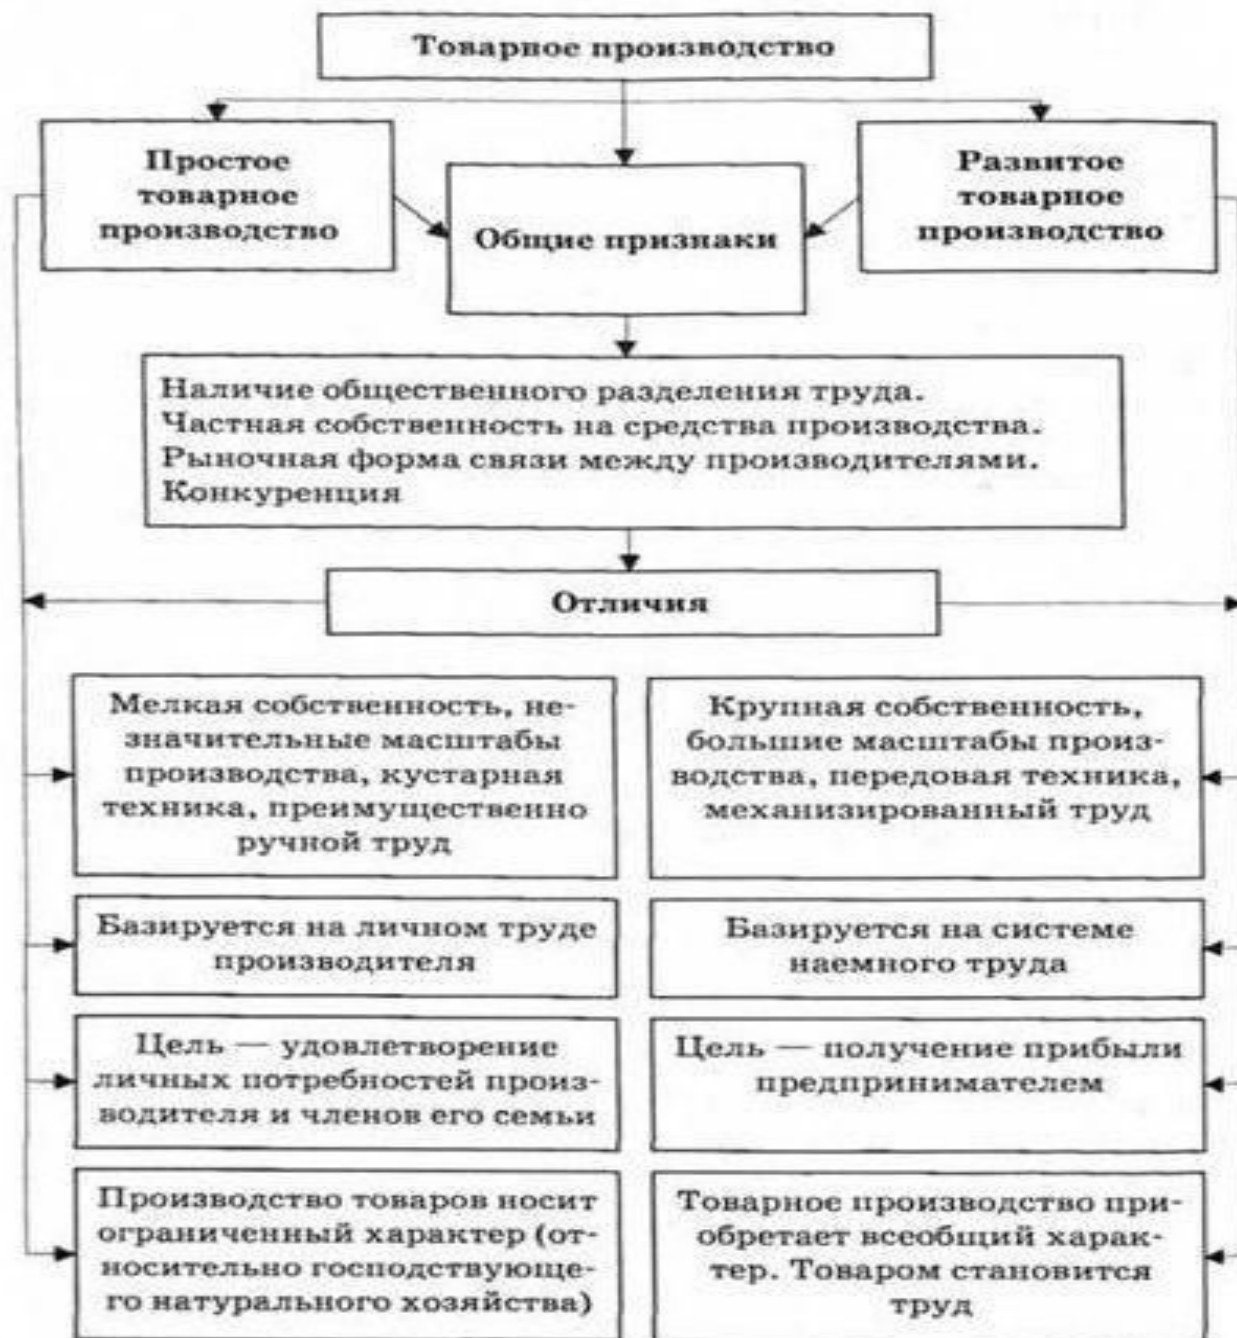 Товарное производство
Простое
товарное
производство
Общие признаки
Развитое
товарное
производство
Наличие общественного разделения труда.
Частная собственность на средства производства.
Рыночная форма связи между производителями.
Конкуренция
Отличия
Мелкая собственность, не-
значительные масштабы
производства, кустарная
техника, преимущественно
ручной труд
Крупная собственность,
большие масштабы произ-
водства, передовая техника,
механизированный труд
Базируется на личном труде
производителя
Базируется на системе
наемного труда
Цель — удовлетворение
личных потребностей произ-
водителя и членов его семьи
Цель — получение прибыли
предпринимателем
Производство товаров носит
ограниченный характер (от-
носительно господствующе-
го натурального хозяйства)
Товарное производство при-
обретает всеобщий харак-
тер. Товаром становится
труд